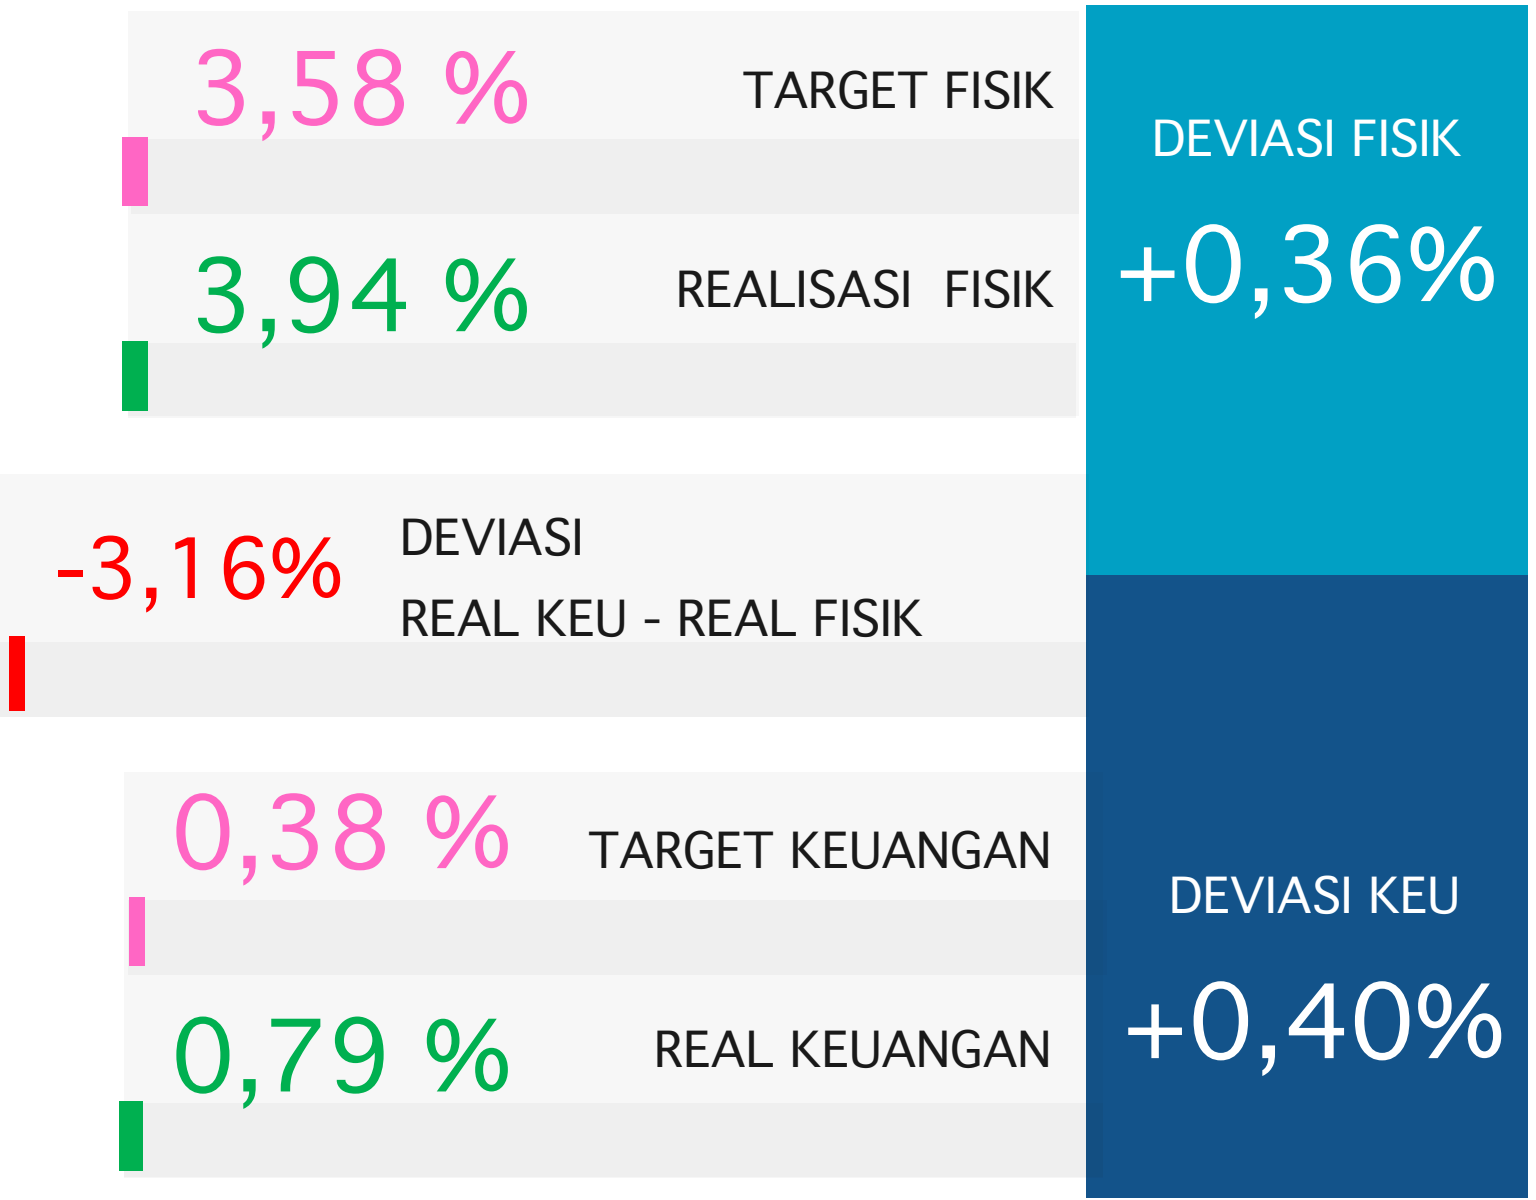 3,58 %
TARGET FISIK
3,94 %
REALISASI FISIK
DEVIASI FISIK
+0,36%
-3,16%
DEVIASI
REAL KEU - REAL FISIK
0,38 %
TARGET KEUANGAN
0,79 %
REAL KEUANGAN
DEVIASI KEU
+0,40%